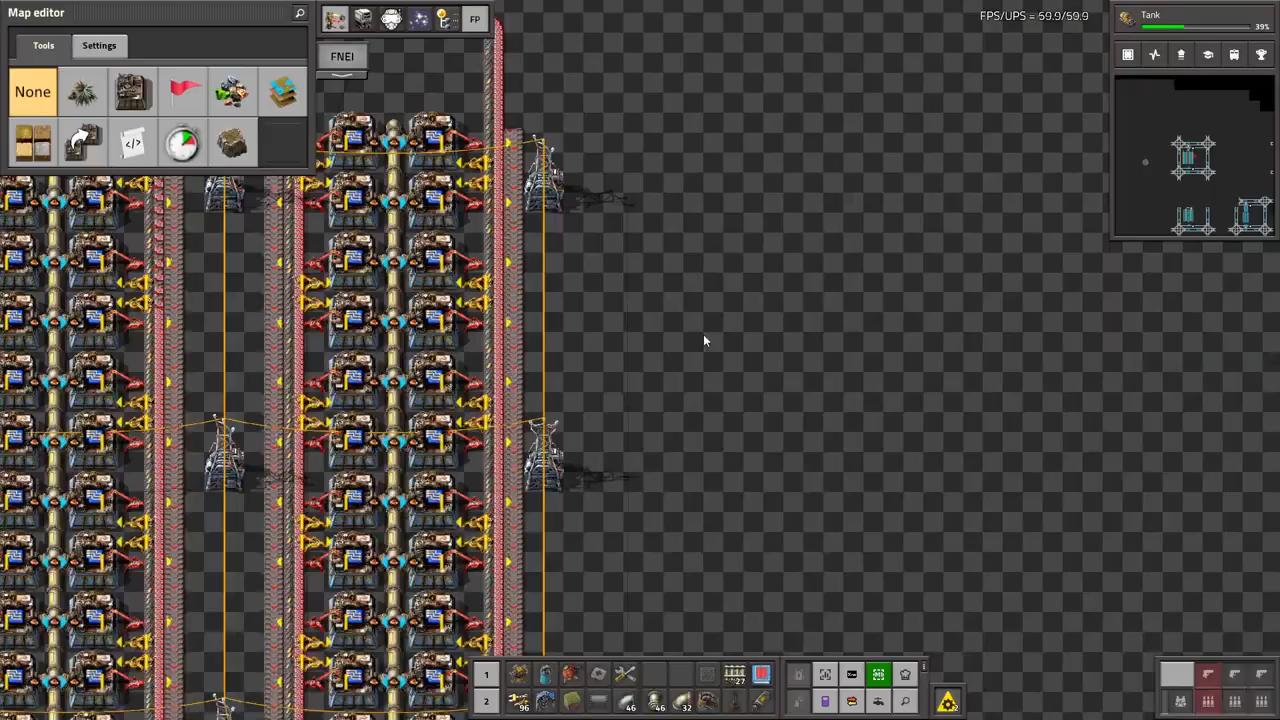 Map editor
FP
FPS/UPS = 59.9/59.9
Tank
39%
Tools
Settings
FNEI
None
</>
1
27
2
96
46
46
32